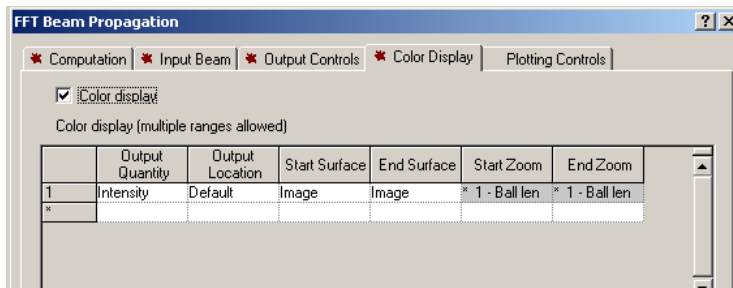 FFT Beam Propagation
Computation Input Beam Output Controls Color Display Plotting Controls
Color display
Color display (multiple ranges allowed)
Output Quantity Output Location Start Surface End Surface Start Zoom End Zoom
1 Intensity Default Image Image * 1 - Ball len * 1 - Ball len
*